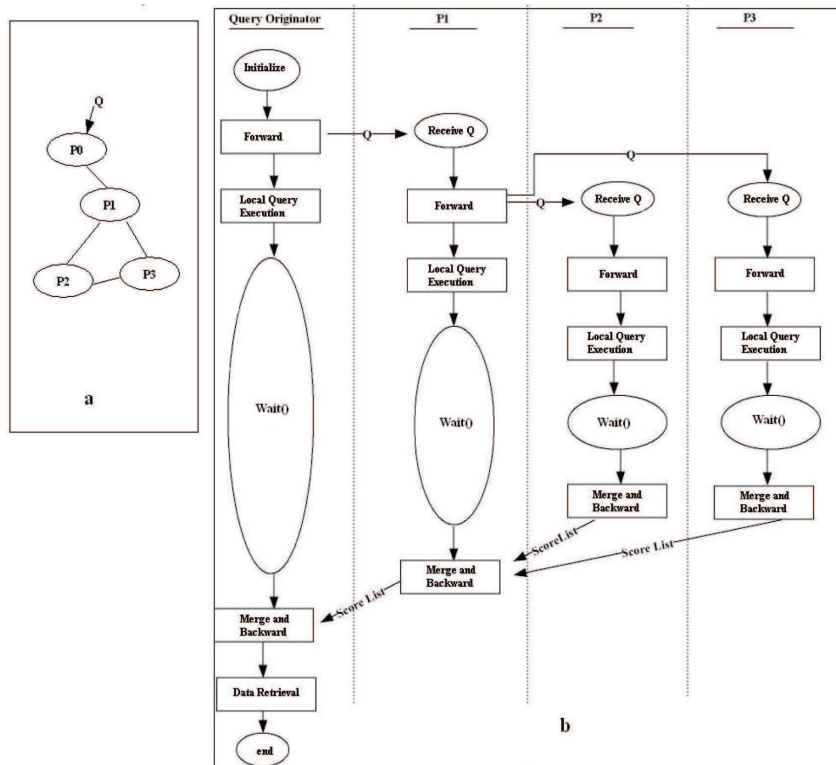 Q
P0
P1
P2
P3
a
Query Originator
P1
P2
P3
Initialize
Forward
Q
Receive Q
Q
Local Query
Execution
Forward
Q
Receive Q
Receive Q
Local Query
Execution
Forward
Forward
Local Query
Execution
Local Query
Execution
Wait()
Wait()
Wait()
Wait()
Merge and
Backward
Merge and
Backward
ScoreList
Score List
Merge and
Backward
Score List
Merge and
Backward
Data Retrieval
end
b